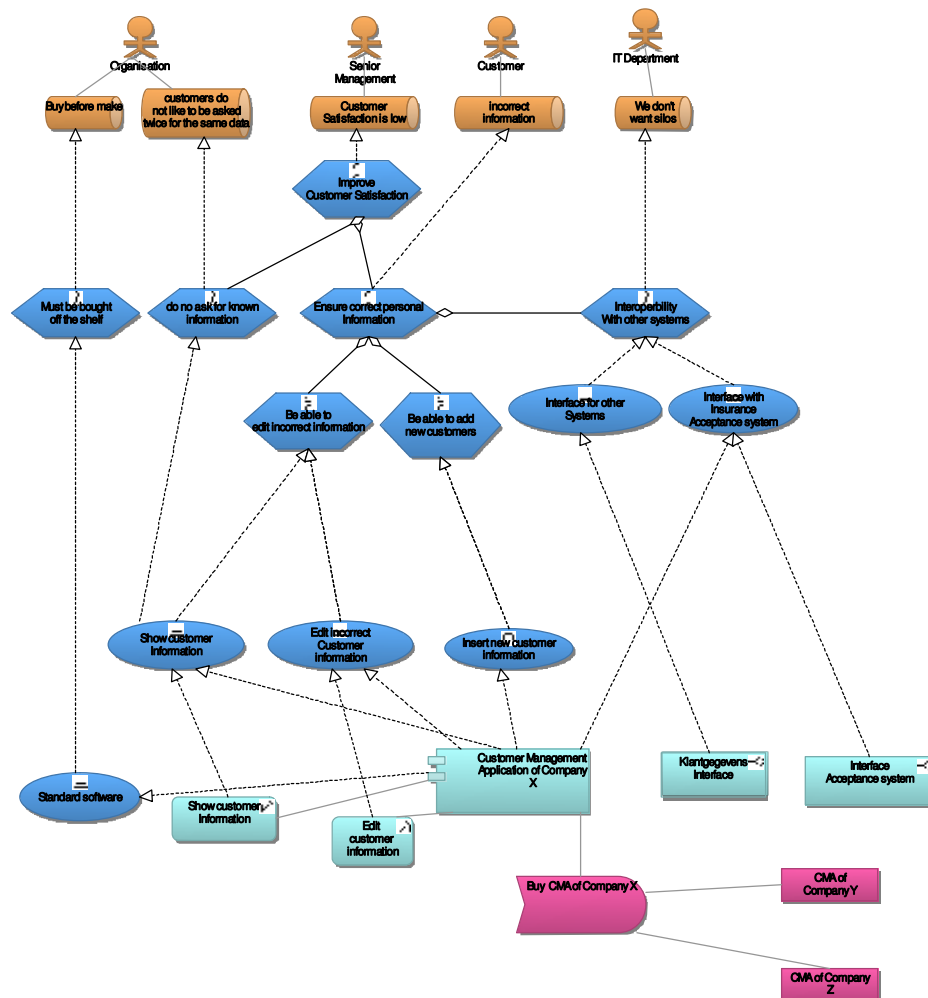 Organisation
Senior
Management
Customer
IT Department
Buy before make
customers do
not like to be asked
twice for the same data
Customer
Satisfaction is low
incorrect
information
We don't
want silos
Improve
Customer Satisfaction
Must be bought
off the shelf
do no ask for known
information
Ensure correct personal
Information
Interoperbility
With other systems
Be able to
edit incorrect information
Be able to add
new customers
Interface for other
Systems
Interface with
Insurance
Acceptance system
Show customer
Information
Edit incorrect
Customer
information
Insert new customer
information
Customer Management
Application of Company
X
Klantgegevens-
Interface
Interface
Acceptance system
Standard software
Show customer
Information
Edit
customer
information
Buy CMA of Company X
CMA of
Company Y
CMA of Company
Z